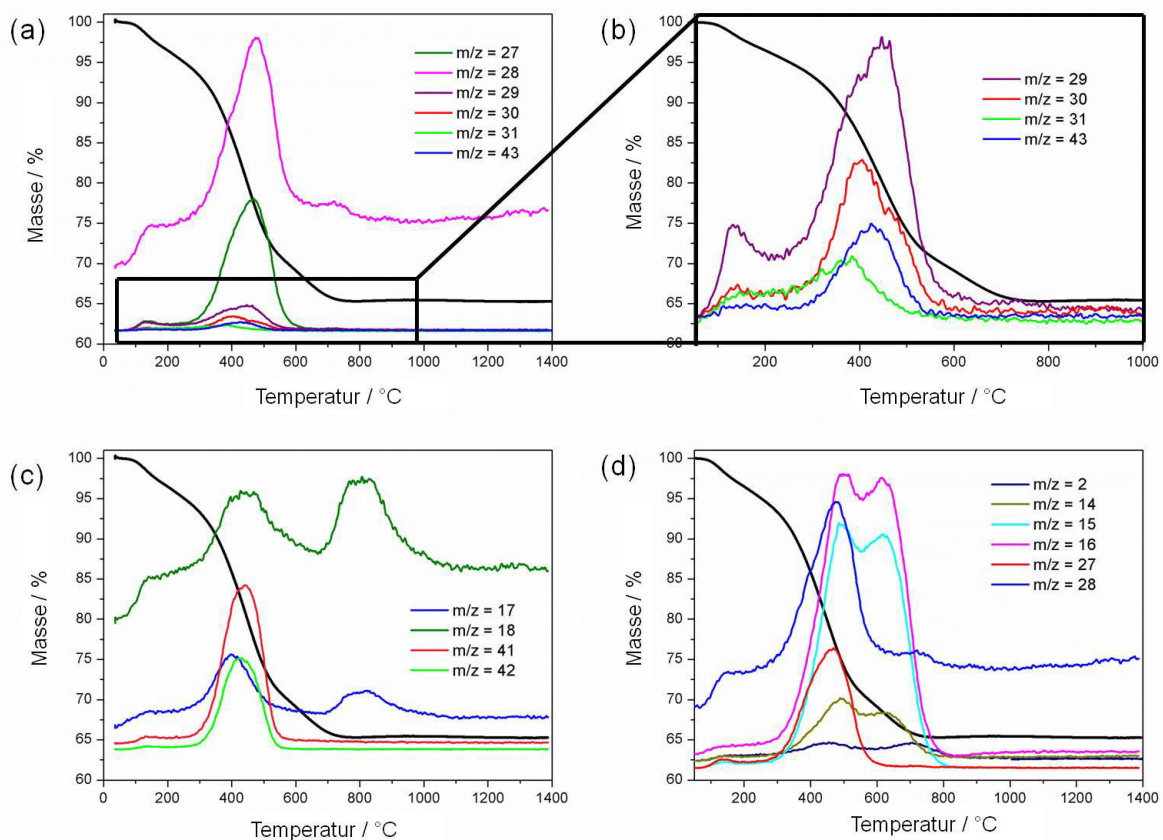 (a)
Masse / %
100
95
90
85
80
75
70
65
60
m/z = 27
m/z = 28
m/z = 29
m/z = 30
m/z = 31
m/z = 43
0 200 400 600 800 1000 1200 1400
Temperatur / °C
(b)
Masse / %
100
95
90
85
80
75
70
65
60
m/z = 29
m/z = 30
m/z = 31
m/z = 43
200 400 600 800 1000
Temperatur / °C
(c)
Masse / %
100
95
90
85
80
75
70
65
60
m/z = 17
m/z = 18
m/z = 41
m/z = 42
0 200 400 600 800 1000 1200 1400
Temperatur / °C
(d)
Masse / %
100
95
90
85
80
75
70
65
60
m/z = 2
m/z = 14
m/z = 15
m/z = 16
m/z = 27
m/z = 28
200 400 600 800 1000 1200 1400
Temperatur / °C